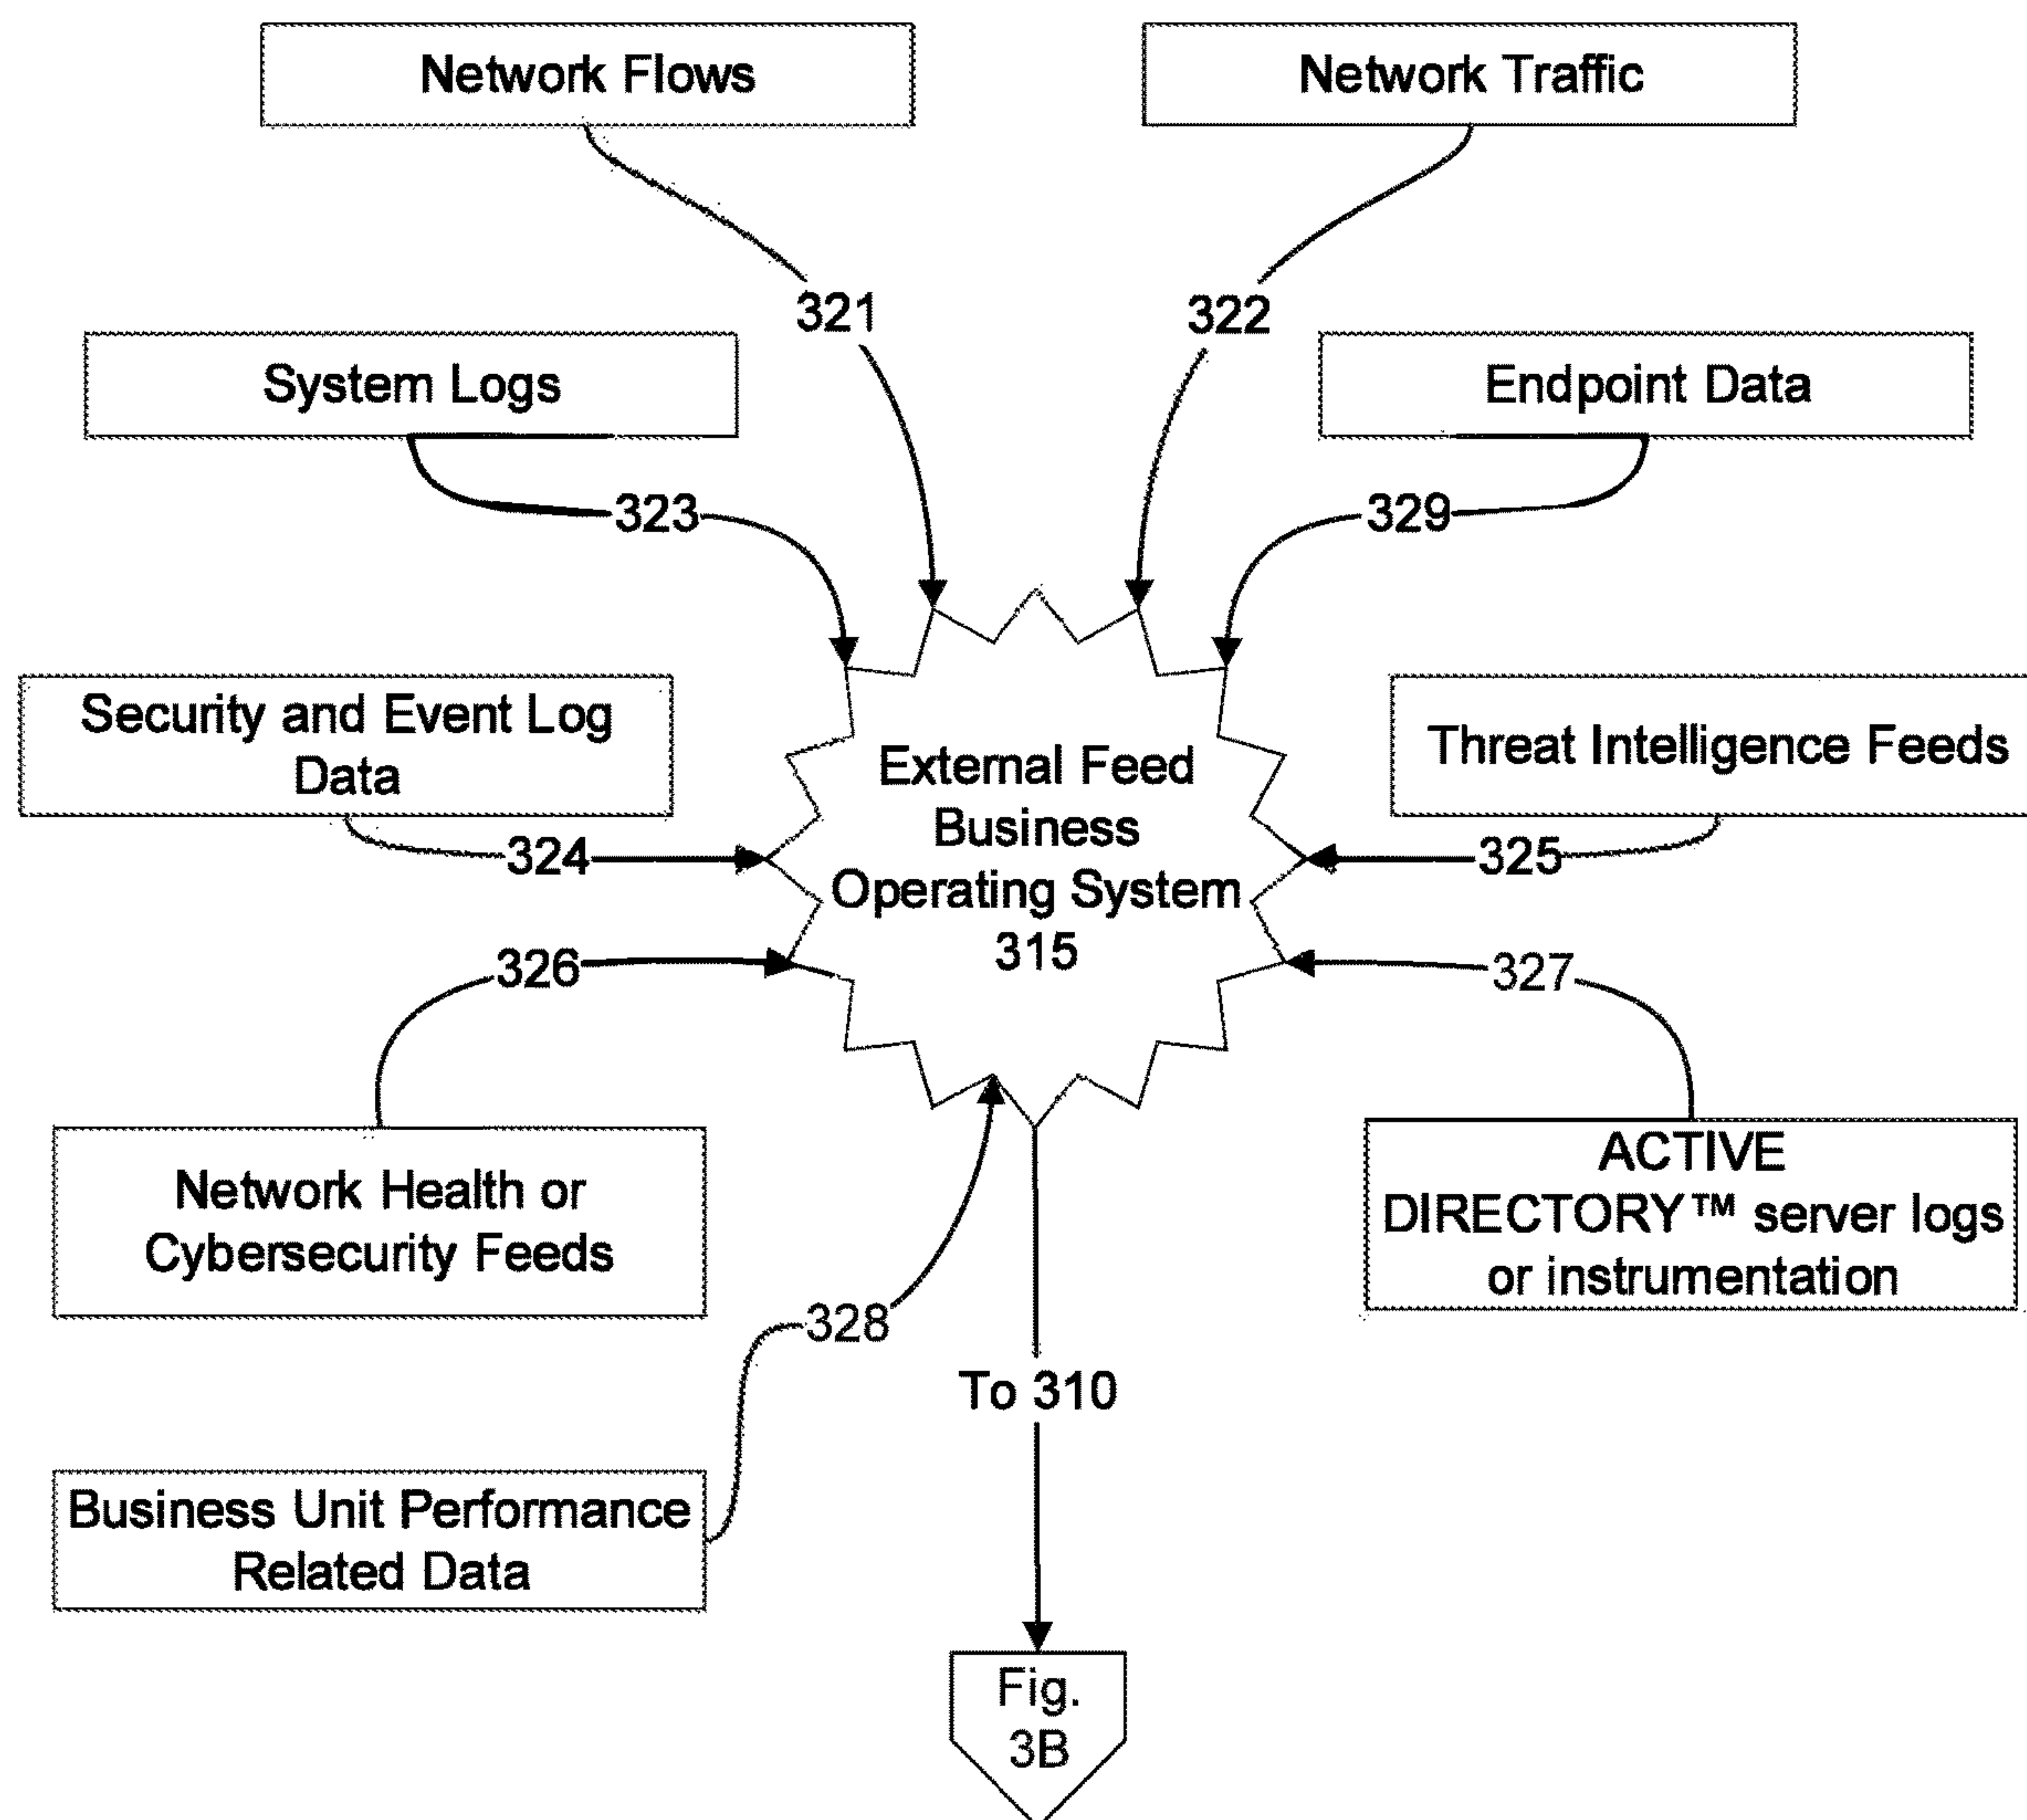 Network Flows
Network Traffic
321
322
System Logs
Endpoint Data
323
329
Security and Event Log
Data
Threat Intelligence Feeds
324
325
External Feed
Business
Operating System
315
326
327
Network Health or
Cybersecurity Feeds
ACTIVE
DIRECTORY™ server logs
or instrumentation
328
To 310
Business Unit Performance
Related Data
Fig.
3B